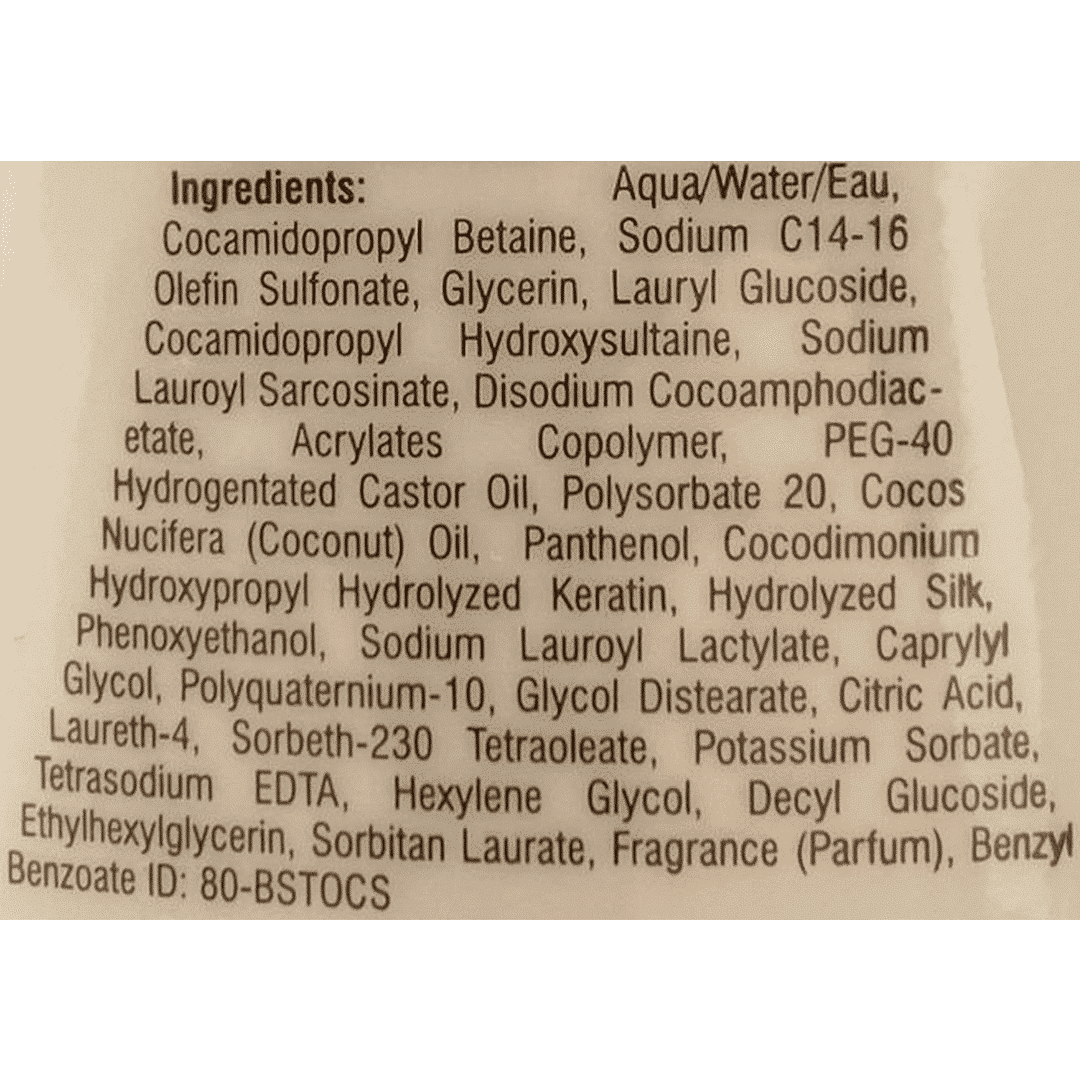 Ingredients: Aqua/Water/Eau,
Cocamidopropyl Betaine, Sodium C14-16
Olefin Sulfonate, Glycerin, Lauryl Glucoside,
Cocamidopropyl Hydroxysultaine, Sodium
Lauroyl Sarcosinate, Disodium Cocoamphodiac-
etate, Acrylates Copolymer, PEG-40
Hydrogentated Castor Oil, Polysorbate 20, Cocos
Nucifera (Coconut) Oil, Panthenol, Cocodimonium
Hydroxypropyl Hydrolyzed Keratin, Hydrolyzed Silk,
Phenoxyethanol, Sodium Lauroyl Lactylate, Caprylyl
Glycol, Polyquaternium-10, Glycol Distearate, Citric Acid,
Laureth-4, Sorbeth-230 Tetraoleate, Potassium Sorbate,
Tetrasodium EDTA, Hexylene Glycol, Decyl Glucoside,
Ethylhexylglycerin, Sorbitan Laurate, Fragrance (Parfum), Benzyl
Benzoate ID: 80-BSTOCS